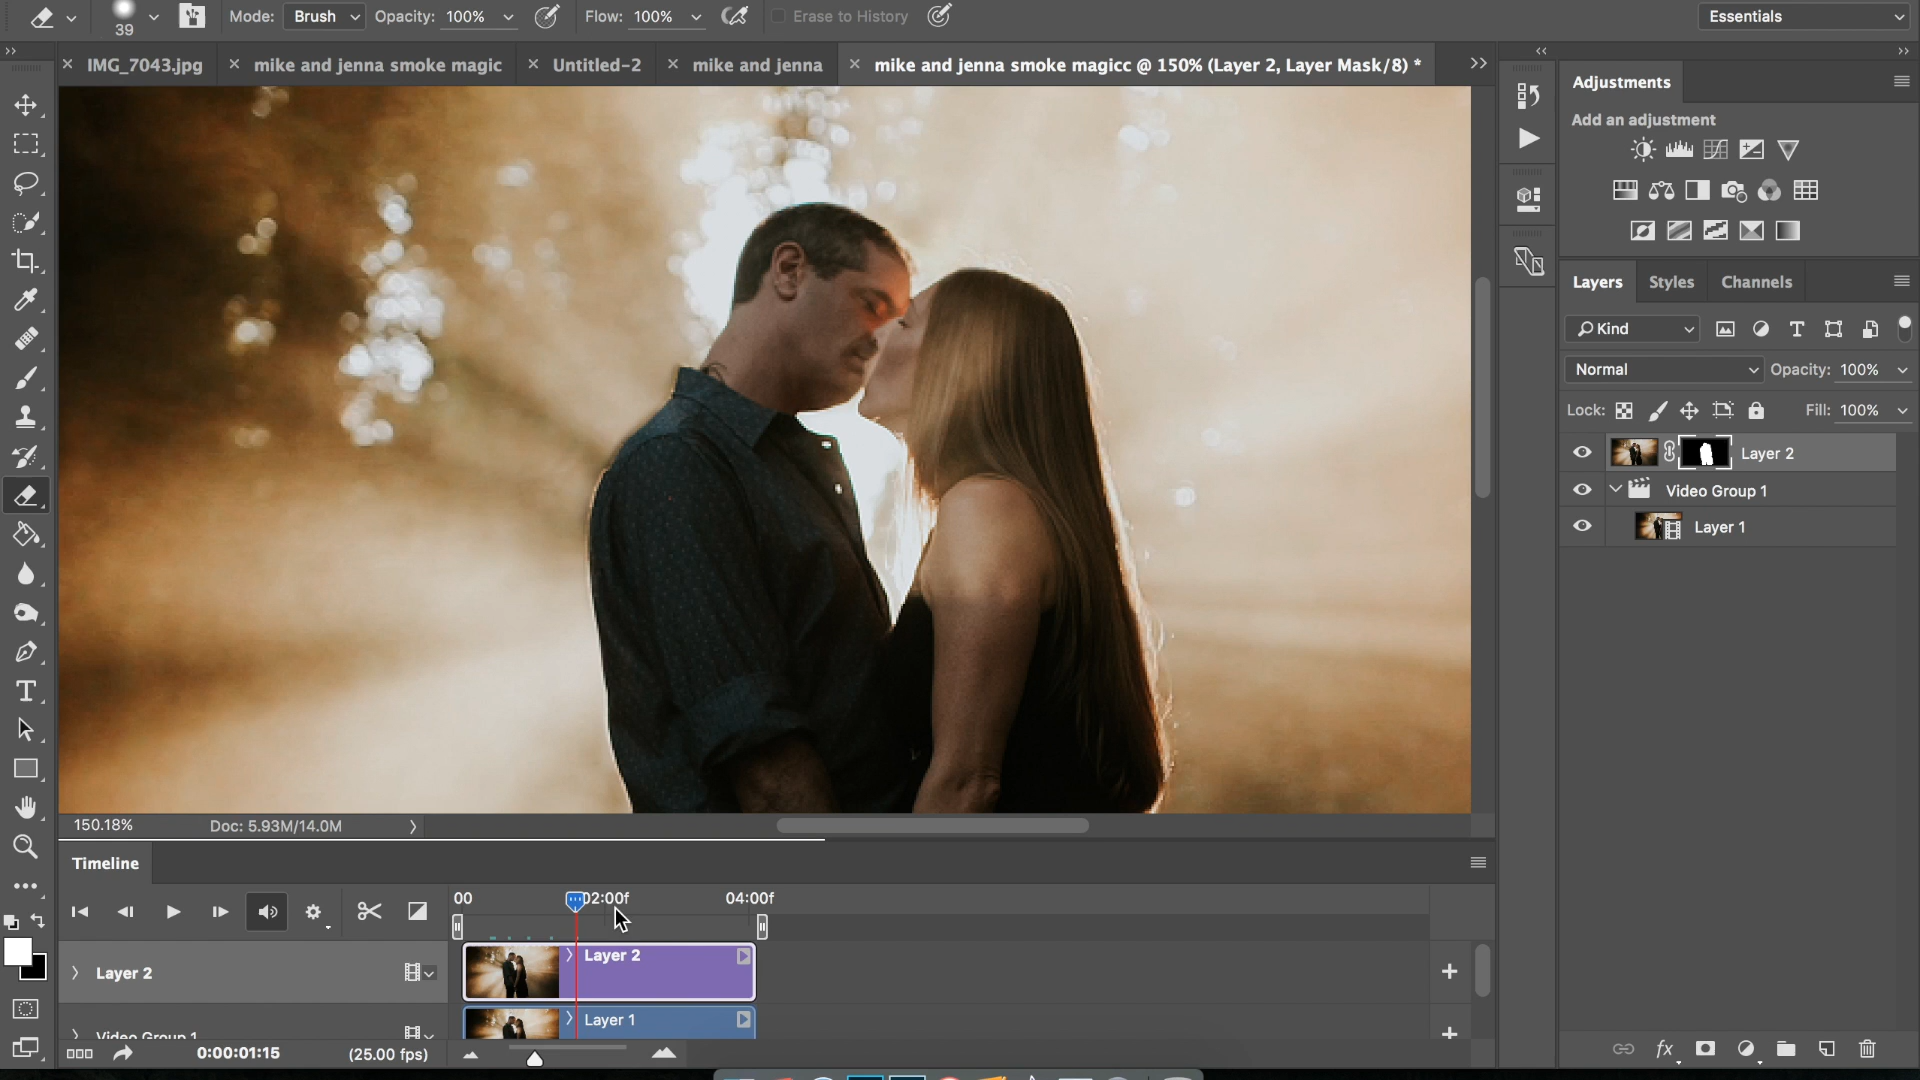 39
Mode: Brush Opacity: 100% Flow: 100% Erase to History Essentials
IMG_7043.jpg mike and jenna smoke magic Untitled-2 mike and jenna mike and jenna smoke magicc @ 150% (Layer 2, Layer Mask/8) *
Adjustments
Add an adjustment
Layers Styles Channels
Kind
Normal Opacity: 100%
Lock: Fill: 100%
Layer 2
Video Group 1
Layer 1
150.18% Doc: 5.93M/14.0M
Timeline
00 02:00f 04:00f
Layer 2 Layer 2
Video Group 1 Layer 1
0:00:01:15 (25.00 fps)